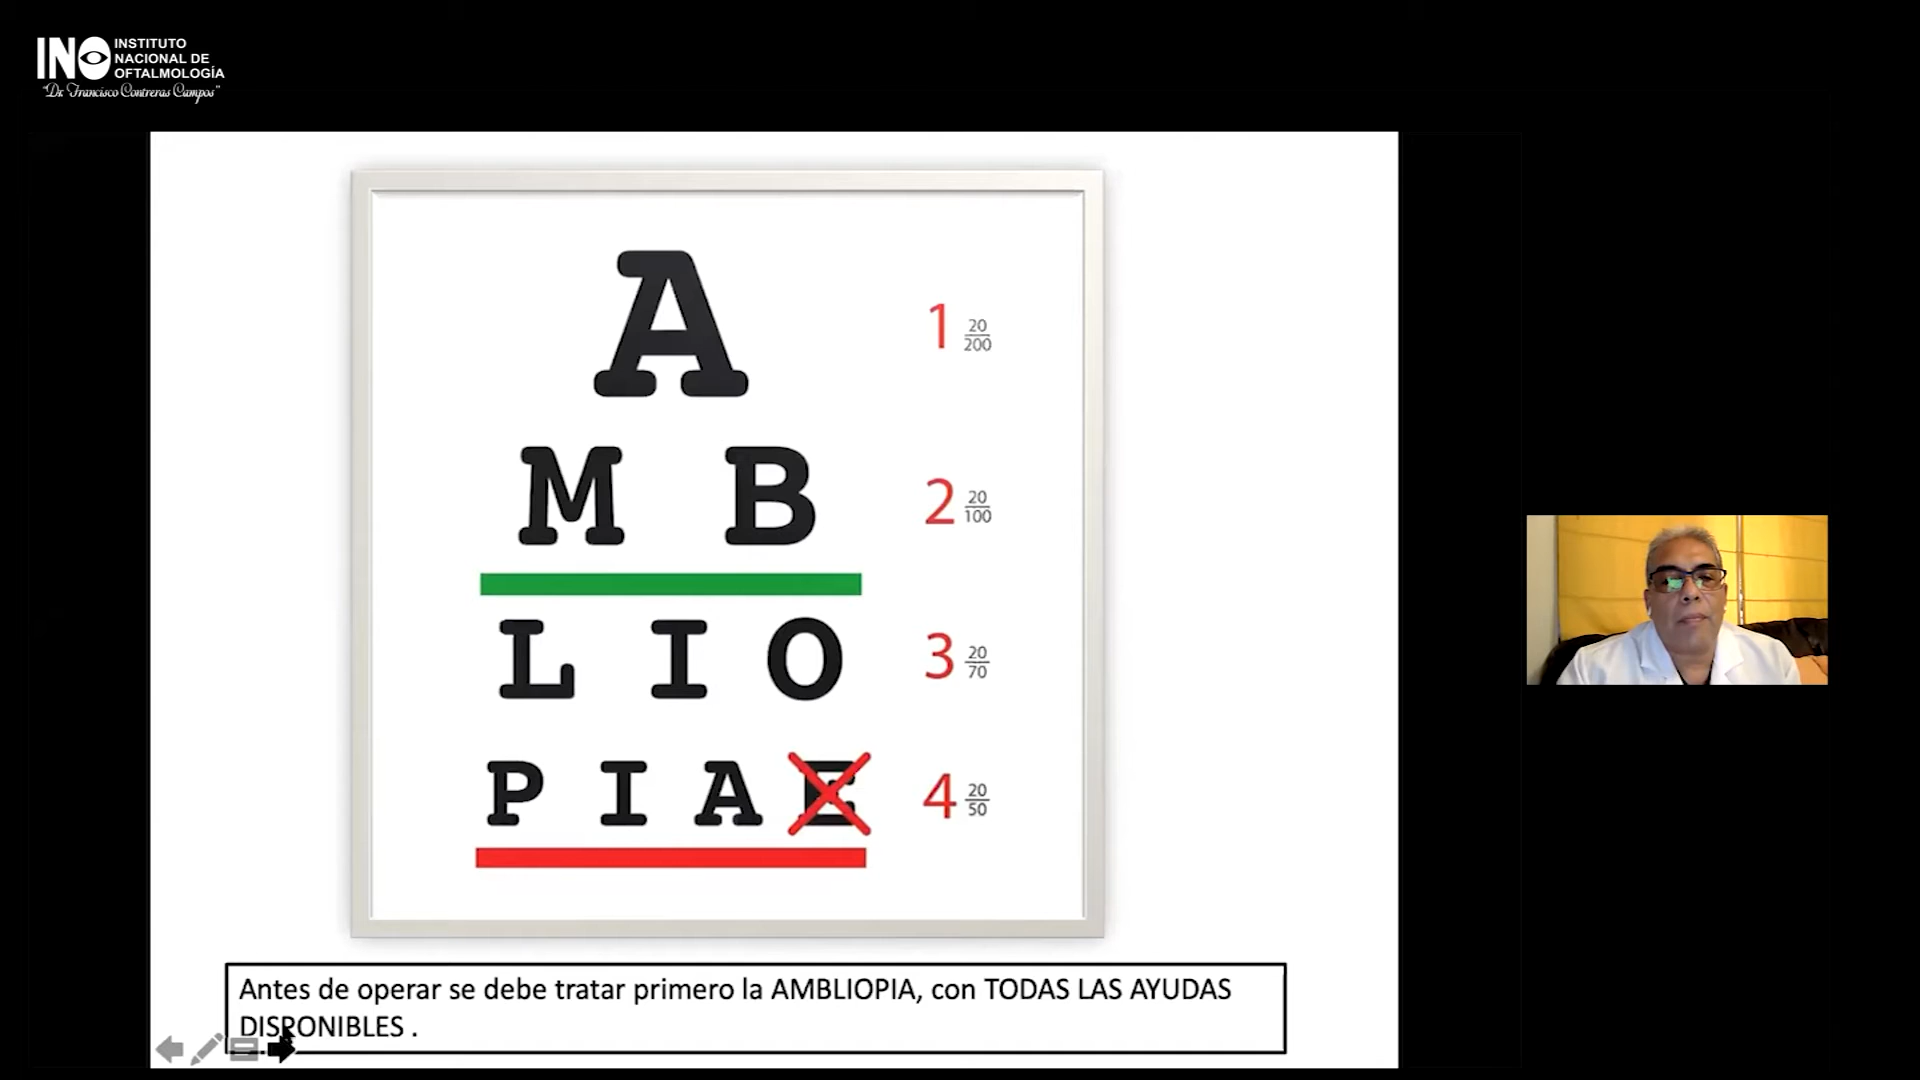 INO INSTITUTO
NACIONAL DE
OFTALMOLOGÍA
"Dr. Francisco Contreras Campos"
A
1 20/200
M B
2 20/100
L I O
3 20/70
P I A E
4 20/50
Antes de operar se debe tratar primero la AMBLIOPIA, con TODAS LAS AYUDAS
DISPONIBLES .